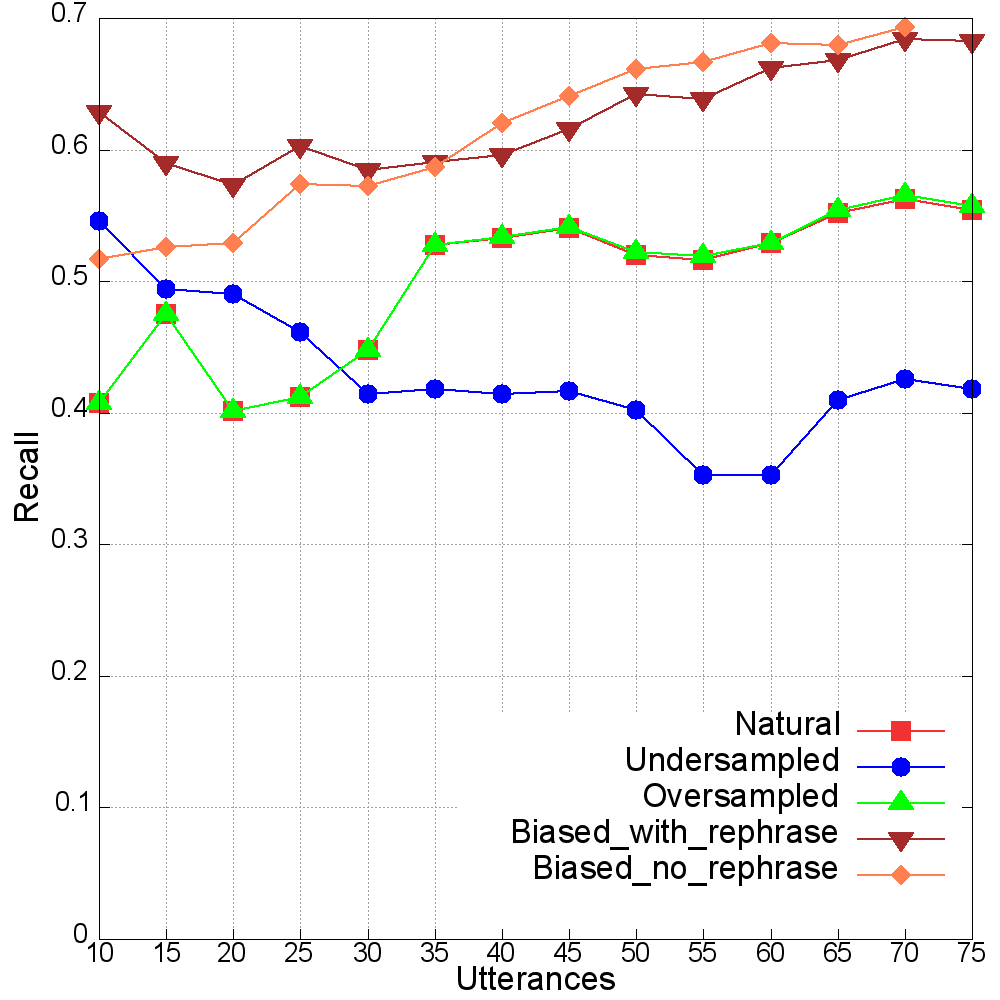 0.7
0.6
0.5
0.4
0.3
0.2
0.1
0
Recall
10 15 20 25 30 35 40 45 50 55 60 65 70 75
Utterances
Natural
Undersampled
Oversampled
Biased_with_rephrase
Biased_no_rephrase